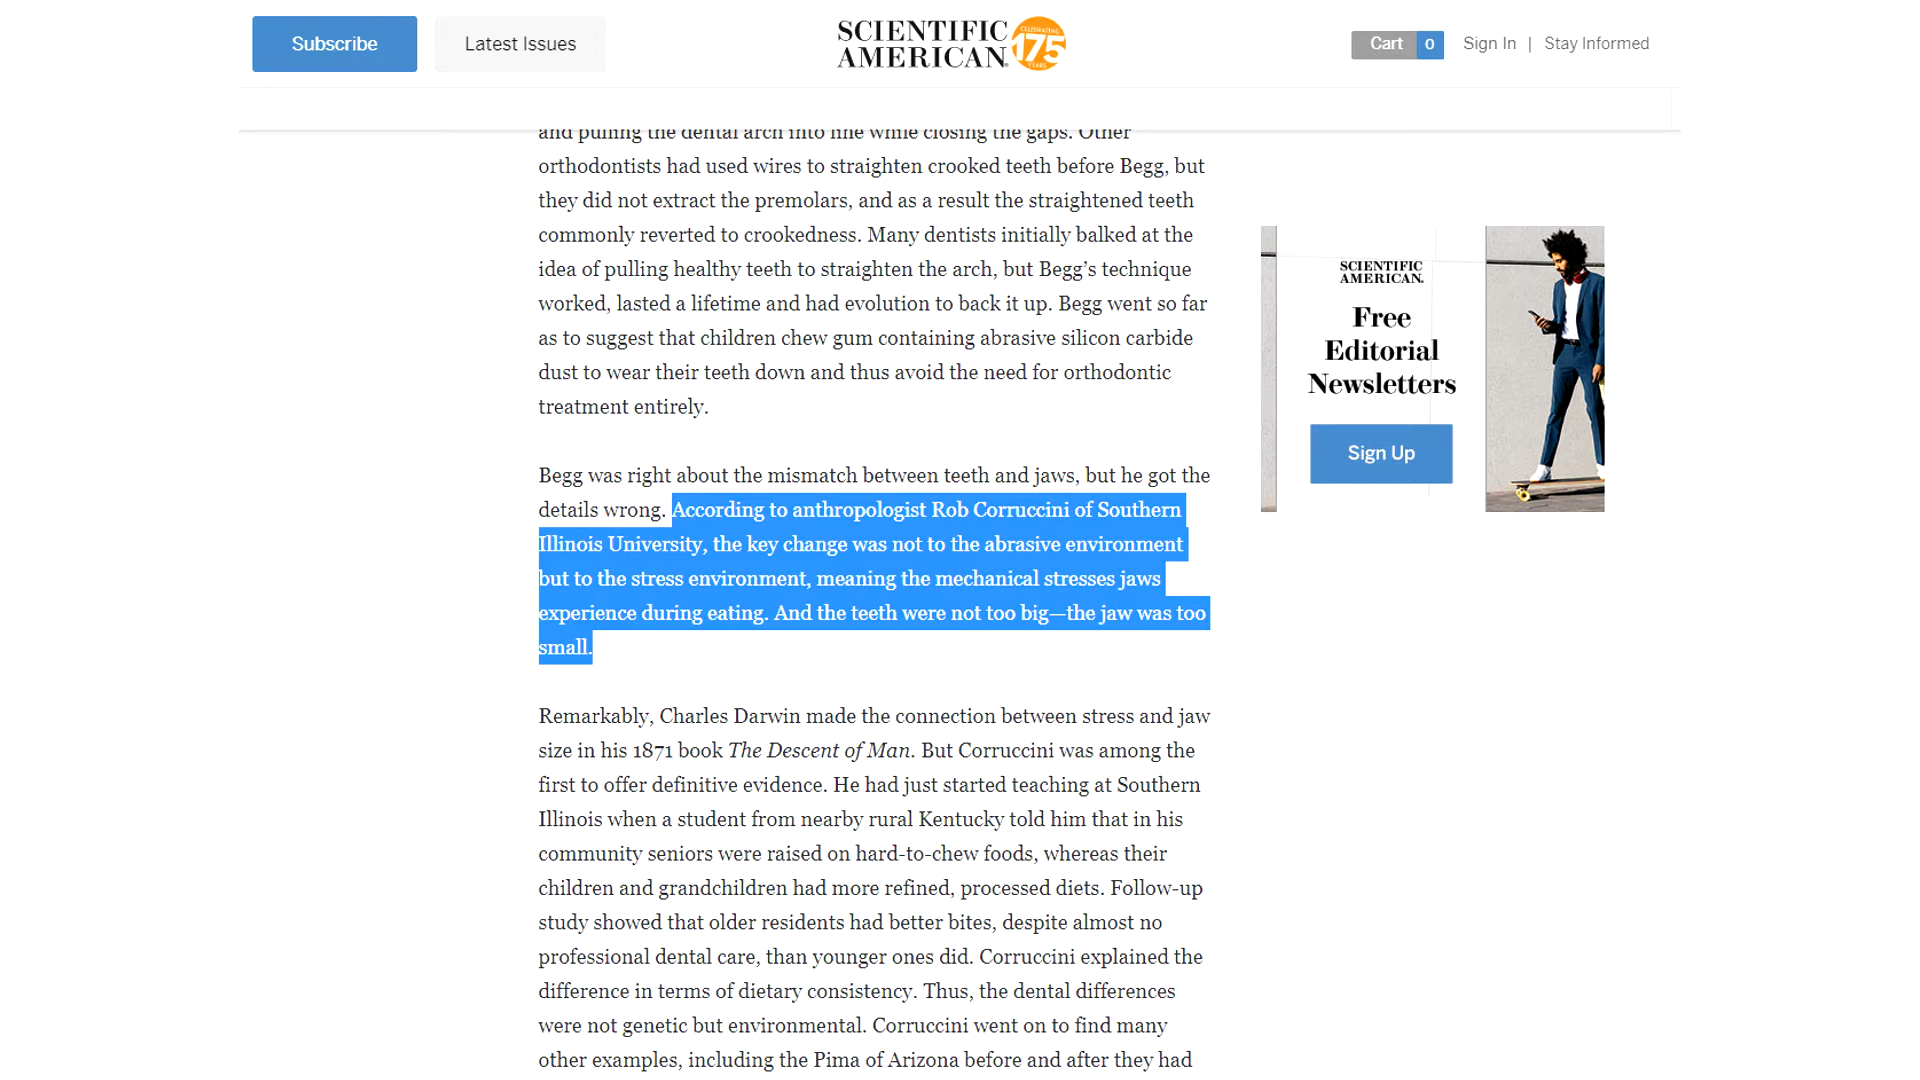 Subscribe
Latest Issues
SCIENTIFIC
AMERICAN
CELEBRATING
175
YEARS
Cart 0
Sign In | Stay Informed
and pulling the dental arch into line while closing the gaps. Other
orthodontists had used wires to straighten crooked teeth before Begg, but
they did not extract the premolars, and as a result the straightened teeth
commonly reverted to crookedness. Many dentists initially balked at the
idea of pulling healthy teeth to straighten the arch, but Begg’s technique
worked, lasted a lifetime and had evolution to back it up. Begg went so far
as to suggest that children chew gum containing abrasive silicon carbide
dust to wear their teeth down and thus avoid the need for orthodontic
treatment entirely.
Begg was right about the mismatch between teeth and jaws, but he got the
details wrong. According to anthropologist Rob Corruccini of Southern
Illinois University, the key change was not to the abrasive environment
but to the stress environment, meaning the mechanical stresses jaws
experience during eating. And the teeth were not too big—the jaw was too
small.
Remarkably, Charles Darwin made the connection between stress and jaw
size in his 1871 book The Descent of Man. But Corruccini was among the
first to offer definitive evidence. He had just started teaching at Southern
Illinois when a student from nearby rural Kentucky told him that in his
community seniors were raised on hard-to-chew foods, whereas their
children and grandchildren had more refined, processed diets. Follow-up
study showed that older residents had better bites, despite almost no
professional dental care, than younger ones did. Corruccini explained the
difference in terms of dietary consistency. Thus, the dental differences
were not genetic but environmental. Corruccini went on to find many
other examples, including the Pima of Arizona before and after they had
SCIENTIFIC
AMERICAN.
Free
Editorial
Newsletters
Sign Up